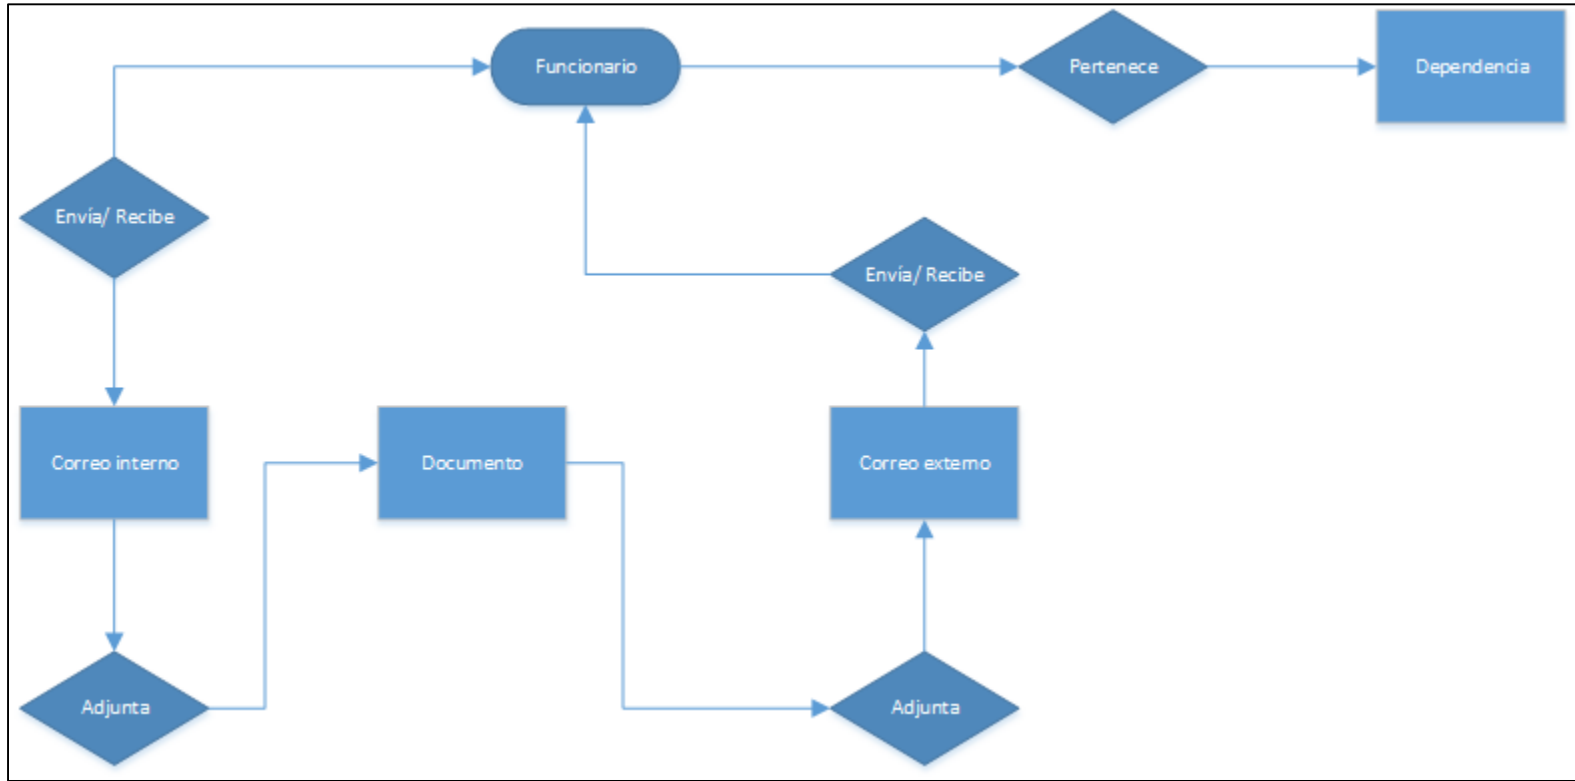 Funcionario
Pertenece
Dependencia
Envía/ Recibe
Envía/ Recibe
Correo interno
Documento
Correo externo
Adjunta
Adjunta